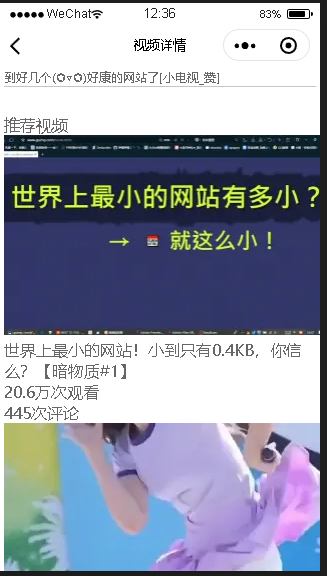 ●●●●●WeChat 12:36 83%
视频详情
到好几个(✪▿✪)好康的网站了[小电视_赞]
推荐视频
世界上最小的网站有多小？
→ 就这么小！
世界上最小的网站！小到只有0.4KB，你信
么？【暗物质#1】
20.6万次观看
445次评论